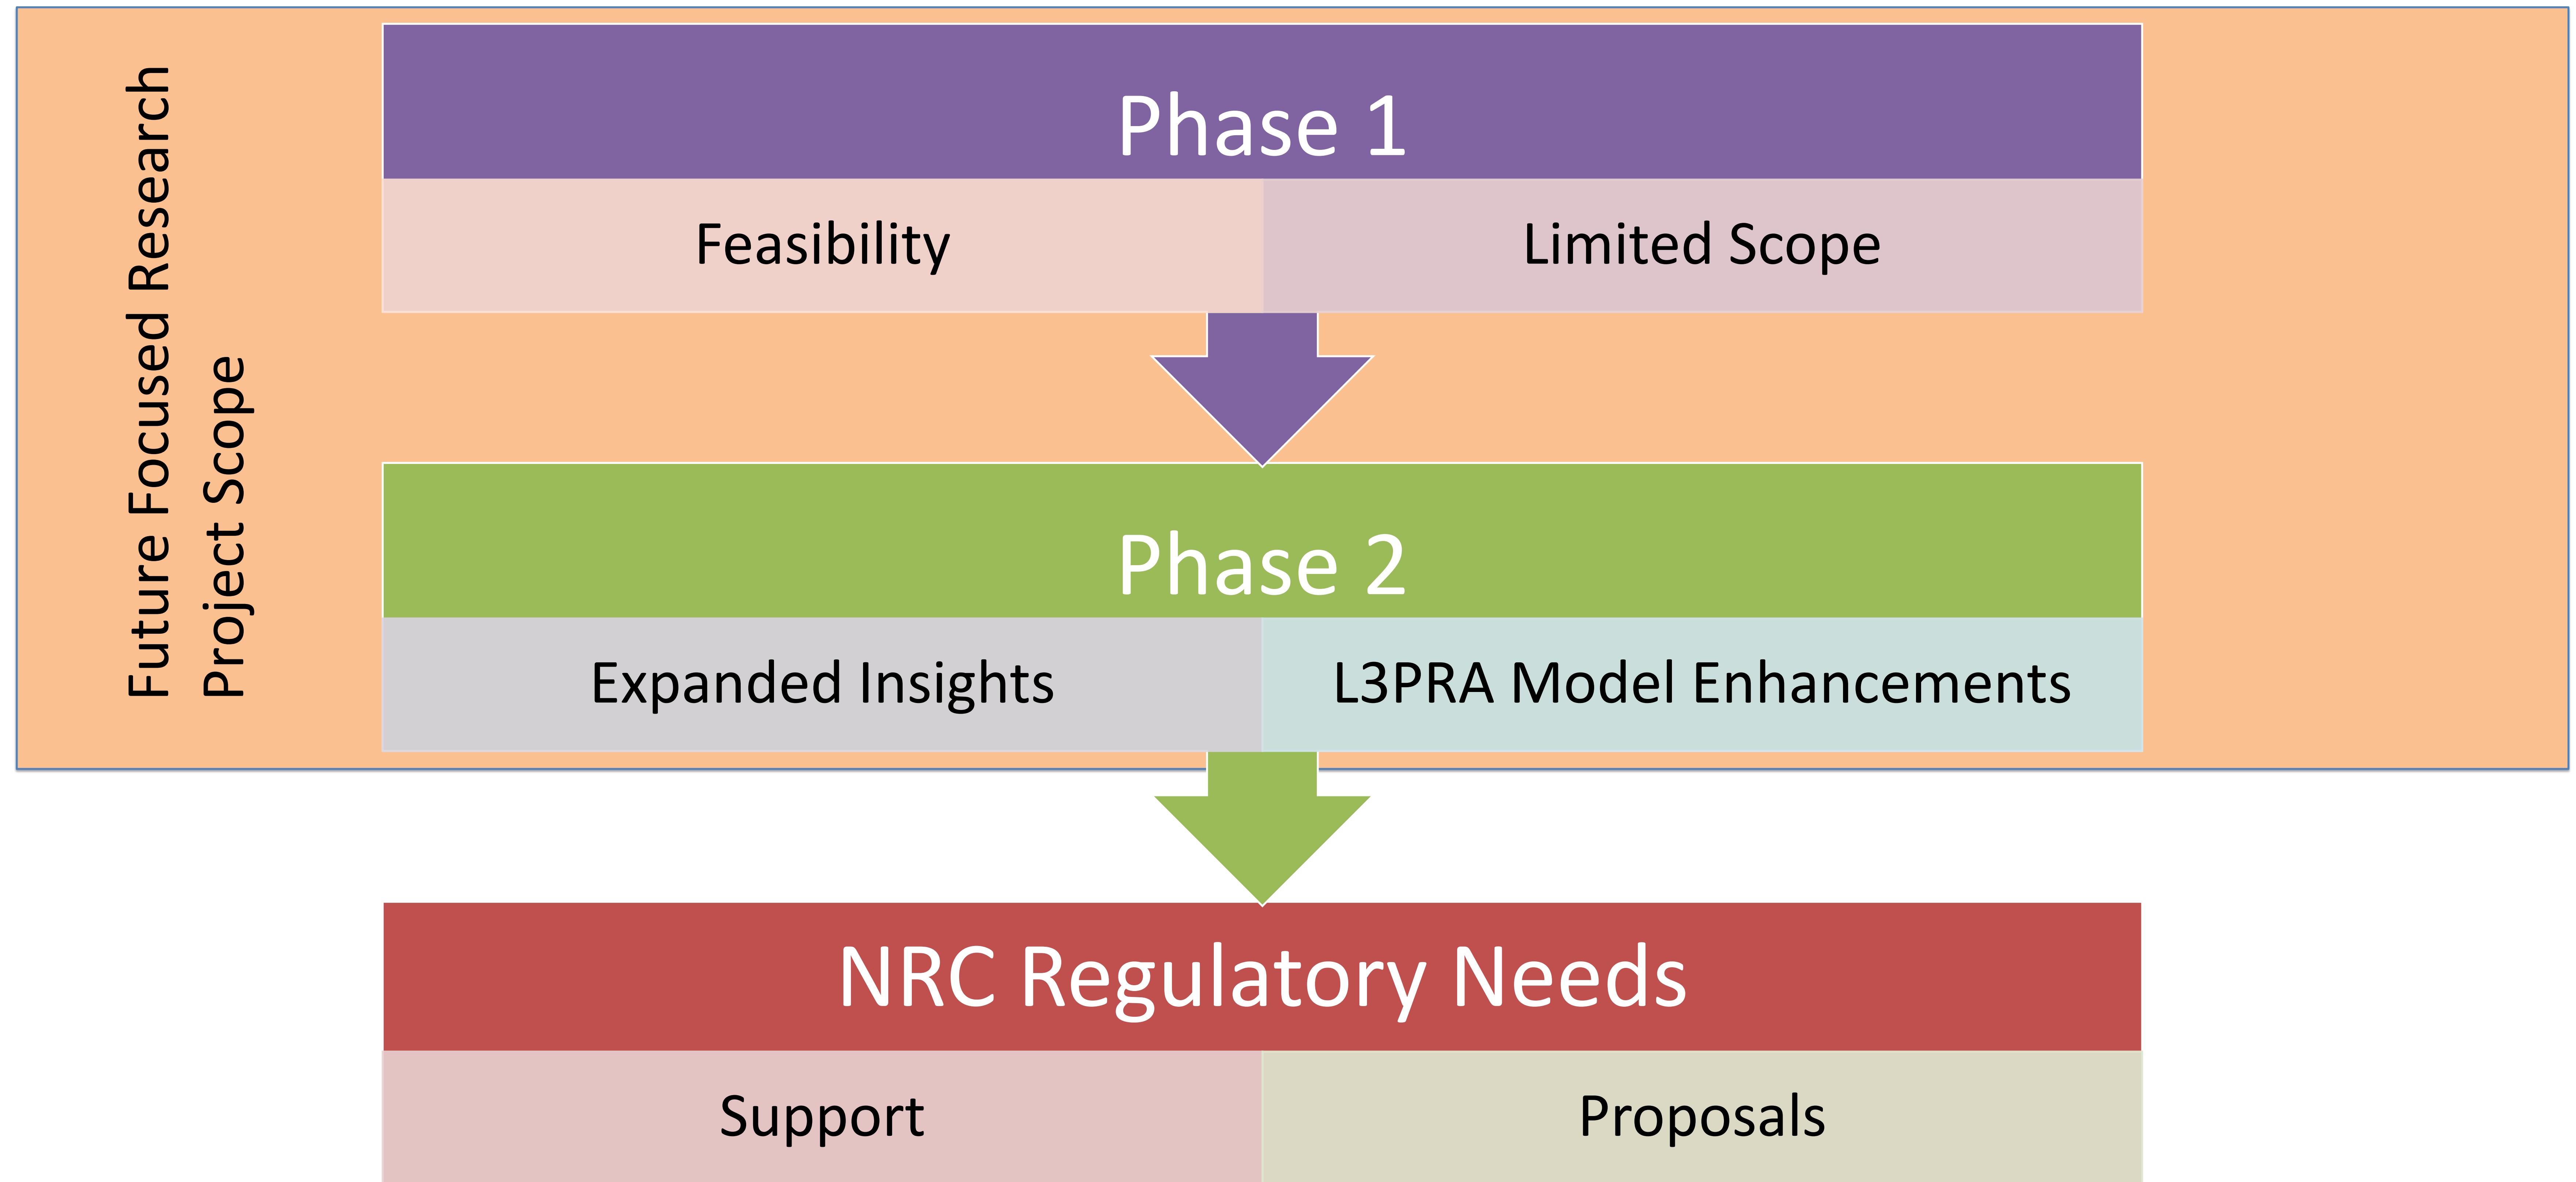 Future Focused Research
Project Scope
Phase 1
Feasibility
Limited Scope
Phase 2
Expanded Insights
L3PRA Model Enhancements
NRC Regulatory Needs
Support
Proposals